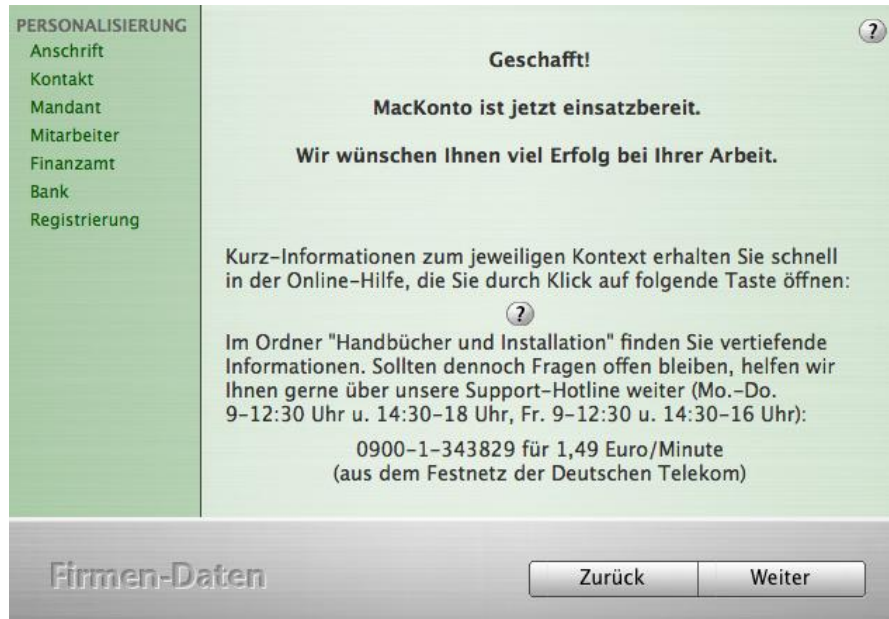 PERSONALISIERUNG
Anschrift
Kontakt
Mandant
Mitarbeiter
Finanzamt
Bank
Registrierung
?
Geschafft!
MacKonto ist jetzt einsatzbereit.
Wir wünschen Ihnen viel Erfolg bei Ihrer Arbeit.
Kurz-Informationen zum jeweiligen Kontext erhalten Sie schnell
in der Online-Hilfe, die Sie durch Klick auf folgende Taste öffnen:
?
Im Ordner "Handbücher und Installation" finden Sie vertiefende
Informationen. Sollten dennoch Fragen offen bleiben, helfen wir
Ihnen gerne über unsere Support-Hotline weiter (Mo.-Do.
9-12:30 Uhr u. 14:30-18 Uhr, Fr. 9-12:30 u. 14:30-16 Uhr):
0900-1-343829 für 1,49 Euro/Minute
(aus dem Festnetz der Deutschen Telekom)
Firmen-Daten
Zurück
Weiter